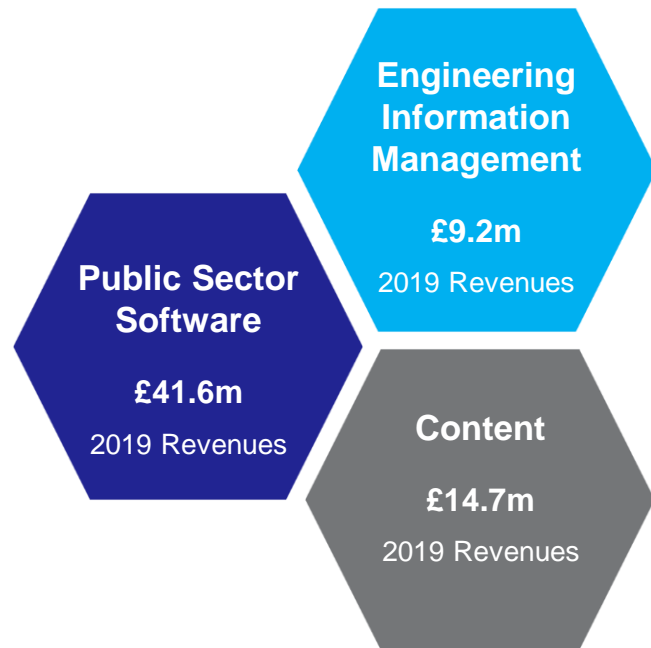 Engineering
Information
Management
£9.2m
2019 Revenues
Public Sector
Software
£41.6m
2019 Revenues
Content
£14.7m
2019 Revenues